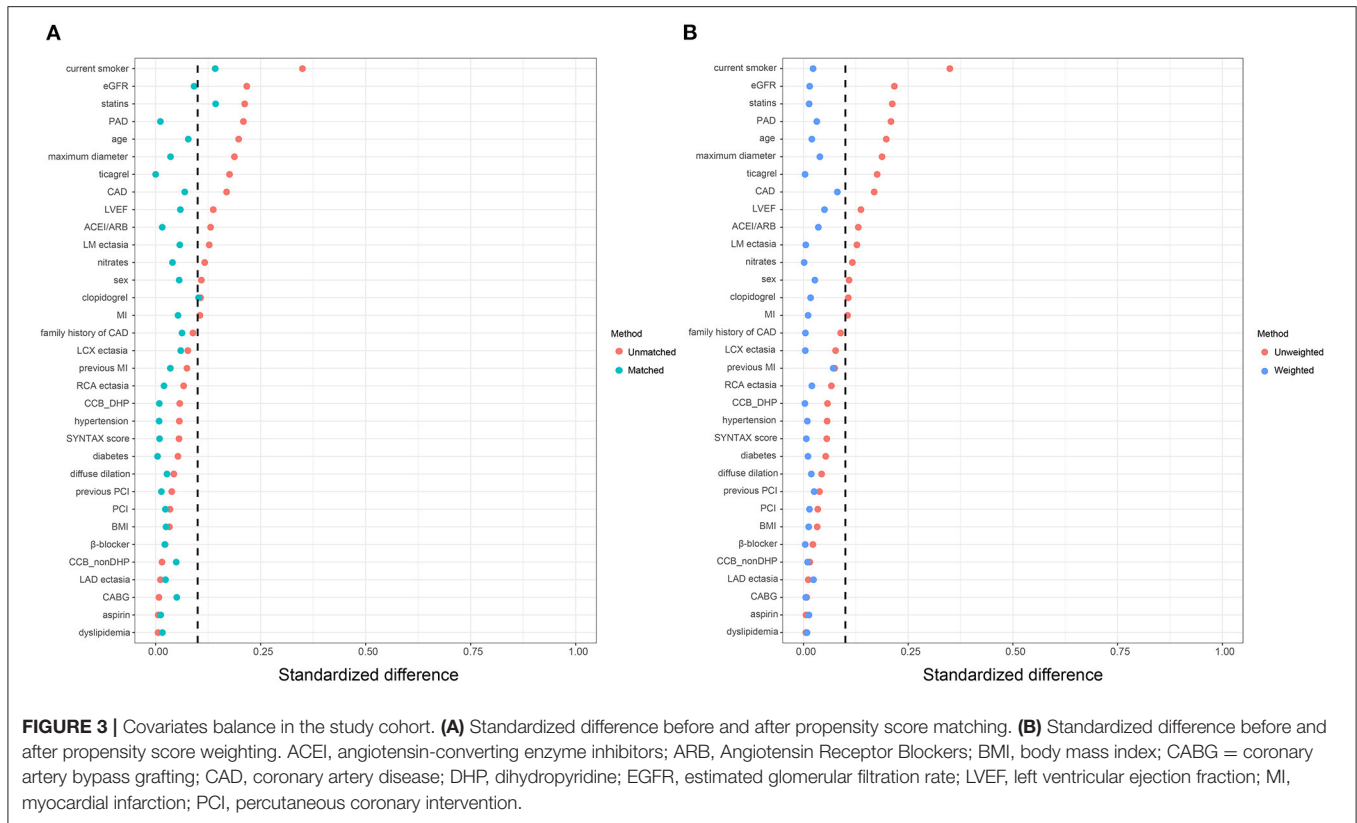 A
current smoker
eGFR
statins
PAD
age
maximum diameter
ticagrel
CAD
LVEF
ACEI/ARB
LM ectasia
nitrates
sex
clopidogrel
MI
family history of CAD
LCX ectasia
previous MI
RCA ectasia
CCB_DHP
hypertension
SYNTAX score
diabetes
diffuse dilation
previous PCI
PCI
BMI
β-blocker
CCB_nonDHP
LAD ectasia
CABG
aspirin
dyslipidemia
0.00 0.25 0.50 0.75 1.00
Standardized difference
Method
Unmatched
Matched
B
current smoker
eGFR
statins
PAD
age
maximum diameter
ticagrel
CAD
LVEF
ACEI/ARB
LM ectasia
nitrates
sex
clopidogrel
MI
family history of CAD
LCX ectasia
previous MI
RCA ectasia
CCB_DHP
hypertension
SYNTAX score
diabetes
diffuse dilation
previous PCI
PCI
BMI
β-blocker
CCB_nonDHP
LAD ectasia
CABG
aspirin
dyslipidemia
0.00 0.25 0.50 0.75 1.00
Standardized difference
Method
Unweighted
Weighted
FIGURE 3 | Covariates balance in the study cohort. (A) Standardized difference before and after propensity score matching. (B) Standardized difference before and
after propensity score weighting. ACEI, angiotensin-converting enzyme inhibitors; ARB, Angiotensin Receptor Blockers; BMI, body mass index; CABG = coronary
artery bypass grafting; CAD, coronary artery disease; DHP, dihydropyridine; EGFR, estimated glomerular filtration rate; LVEF, left ventricular ejection fraction; MI,
myocardial infarction; PCI, percutaneous coronary intervention.